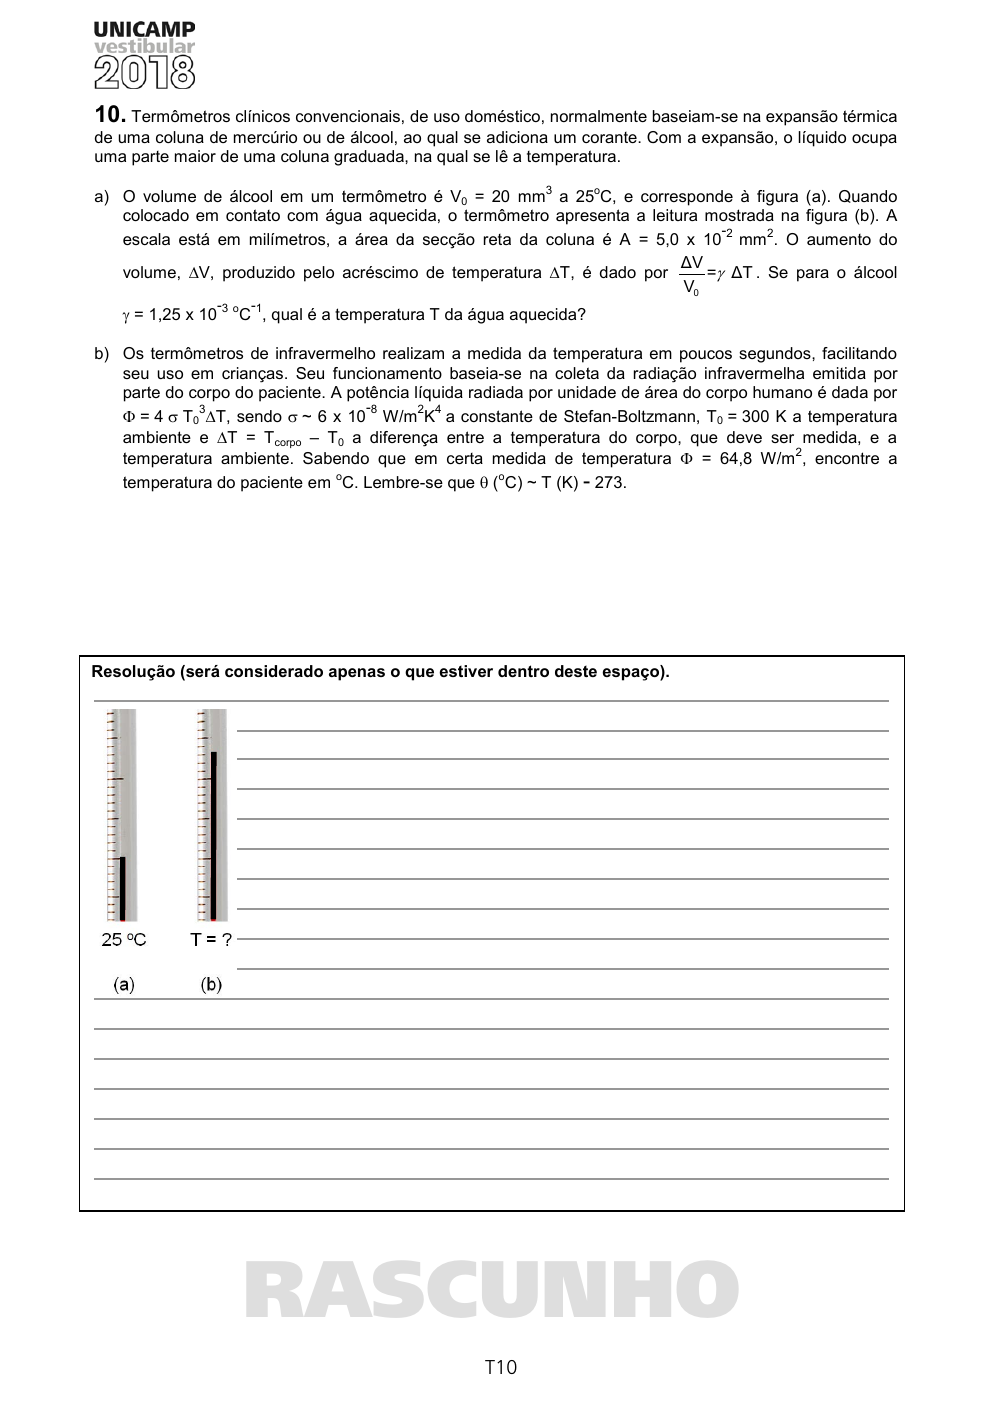 UNICAMP
vestibular
2018
10. Termômetros clínicos convencionais, de uso doméstico, normalmente baseiam-se na expansão térmica
de uma coluna de mercúrio ou de álcool, ao qual se adiciona um corante. Com a expansão, o líquido ocupa
uma parte maior de uma coluna graduada, na qual se lê a temperatura.
a) O volume de álcool em um termômetro é V₀ = 20 mm³ a 25°C, e corresponde à figura (a). Quando
colocado em contato com água aquecida, o termômetro apresenta a leitura mostrada na figura (b). A
escala está em milímetros, a área da secção reta da coluna é A = 5,0 x 10⁻² mm². O aumento do
volume, ΔV, produzido pelo acréscimo de temperatura ΔT, é dado por ΔV/V₀ = γ ΔT . Se para o álcool
γ = 1,25 x 10⁻³ °C⁻¹, qual é a temperatura T da água aquecida?
b) Os termômetros de infravermelho realizam a medida da temperatura em poucos segundos, facilitando
seu uso em crianças. Seu funcionamento baseia-se na coleta da radiação infravermelha emitida por
parte do corpo do paciente. A potência líquida radiada por unidade de área do corpo humano é dada por
Φ = 4 σ T₀³ΔT, sendo σ ~ 6 x 10⁻⁸ W/m²K⁴ a constante de Stefan-Boltzmann, T₀ = 300 K a temperatura
ambiente e ΔT = Tcorpo – T₀ a diferença entre a temperatura do corpo, que deve ser medida, e a
temperatura ambiente. Sabendo que em certa medida de temperatura Φ = 64,8 W/m², encontre a
temperatura do paciente em °C. Lembre-se que θ (°C) ~ T (K) - 273.
Resolução (será considerado apenas o que estiver dentro deste espaço).
25 °C T = ?
(a) (b)
RASCUNHO
T10